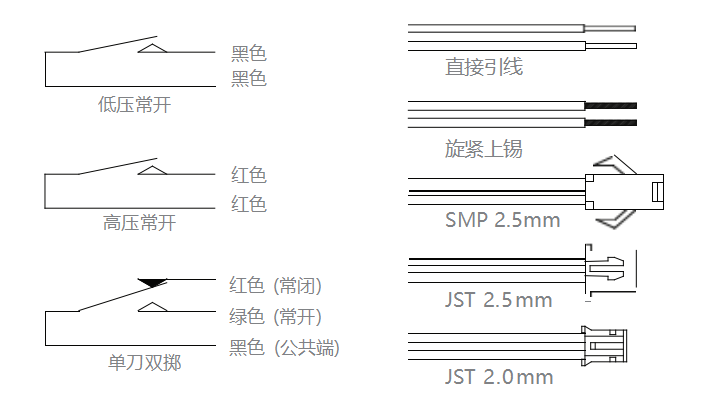 黑色
黑色
低压常开
红色
红色
高压常开
红色 (常闭)
绿色 (常开)
黑色 (公共端)
单刀双掷
直接引线
旋紧上锡
SMP 2.5mm
JST 2.5mm
JST 2.0mm